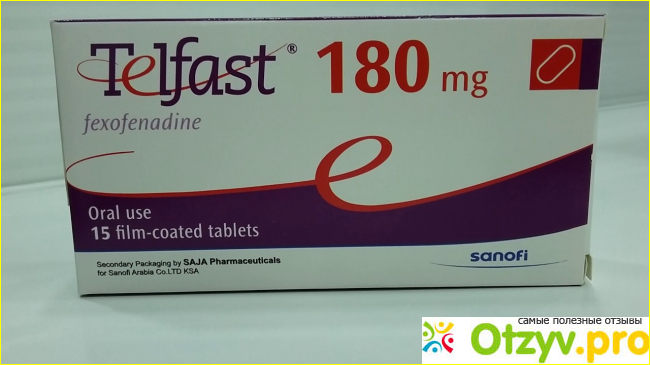 Telfast® 180 mg
fexofenadine
e
Oral use
15 film-coated tablets
Secondary Packaging by SAJA Pharmaceuticals
for Sanofi Arabia Co.LTD KSA
sanofi
самые полезные отзывы
Otzyv.pro